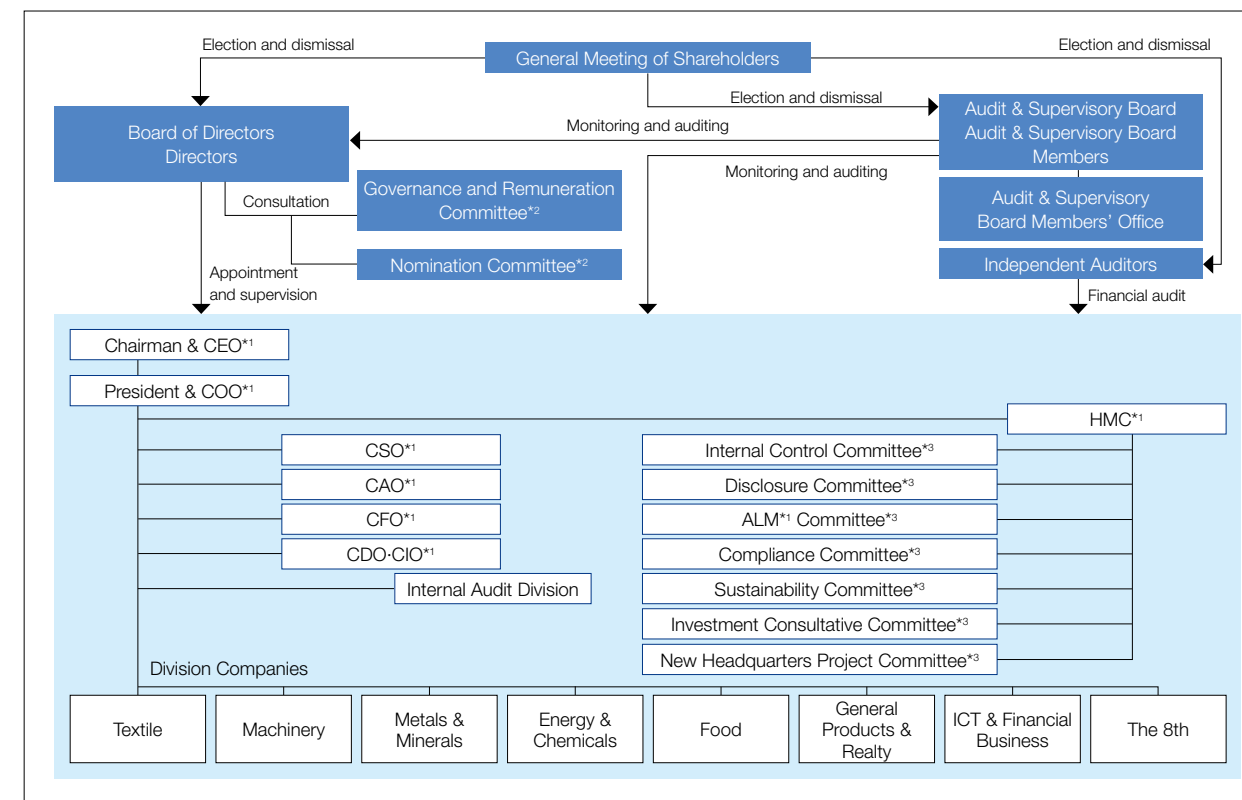 Election and dismissal
General Meeting of Shareholders
Election and dismissal
Election and dismissal
Board of Directors
Directors
Monitoring and auditing
Audit & Supervisory Board
Audit & Supervisory Board
Members
Monitoring and auditing
Consultation
Governance and Remuneration
Committee*2
Audit & Supervisory
Board Members' Office
Nomination Committee*2
Independent Auditors
Appointment
and supervision
Financial audit
Chairman & CEO*1
President & COO*1
HMC*1
CSO*1
CAO*1
CFO*1
CDO·CIO*1
Internal Audit Division
Internal Control Committee*3
Disclosure Committee*3
ALM*1 Committee*3
Compliance Committee*3
Sustainability Committee*3
Investment Consultative Committee*3
New Headquarters Project Committee*3
Division Companies
Textile
Machinery
Metals &
Minerals
Energy &
Chemicals
Food
General
Products &
Realty
ICT & Financial
Business
The 8th